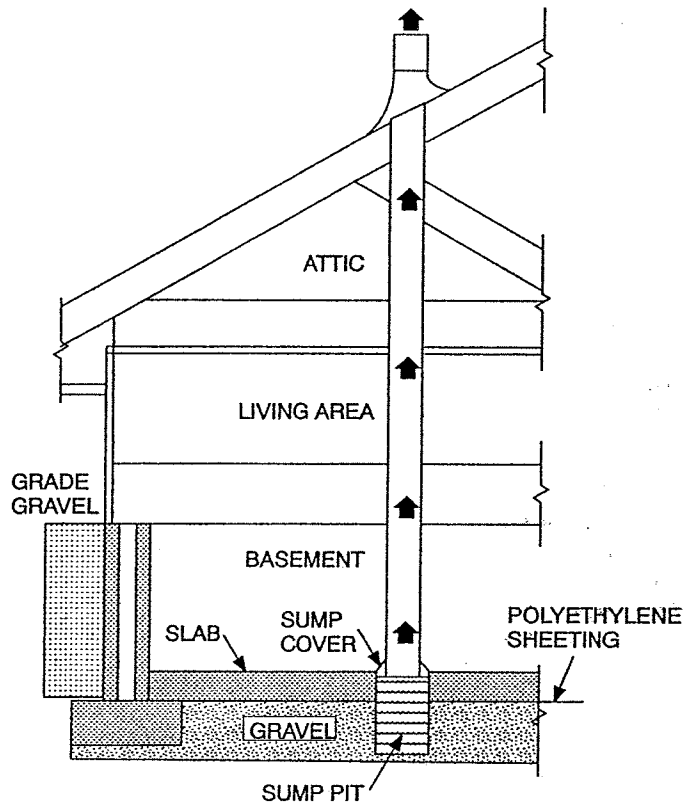 ATTIC
LIVING AREA
GRADE
GRAVEL
BASEMENT
SLAB
SUMP
COVER
POLYETHYLENE
SHEETING
GRAVEL
SUMP PIT